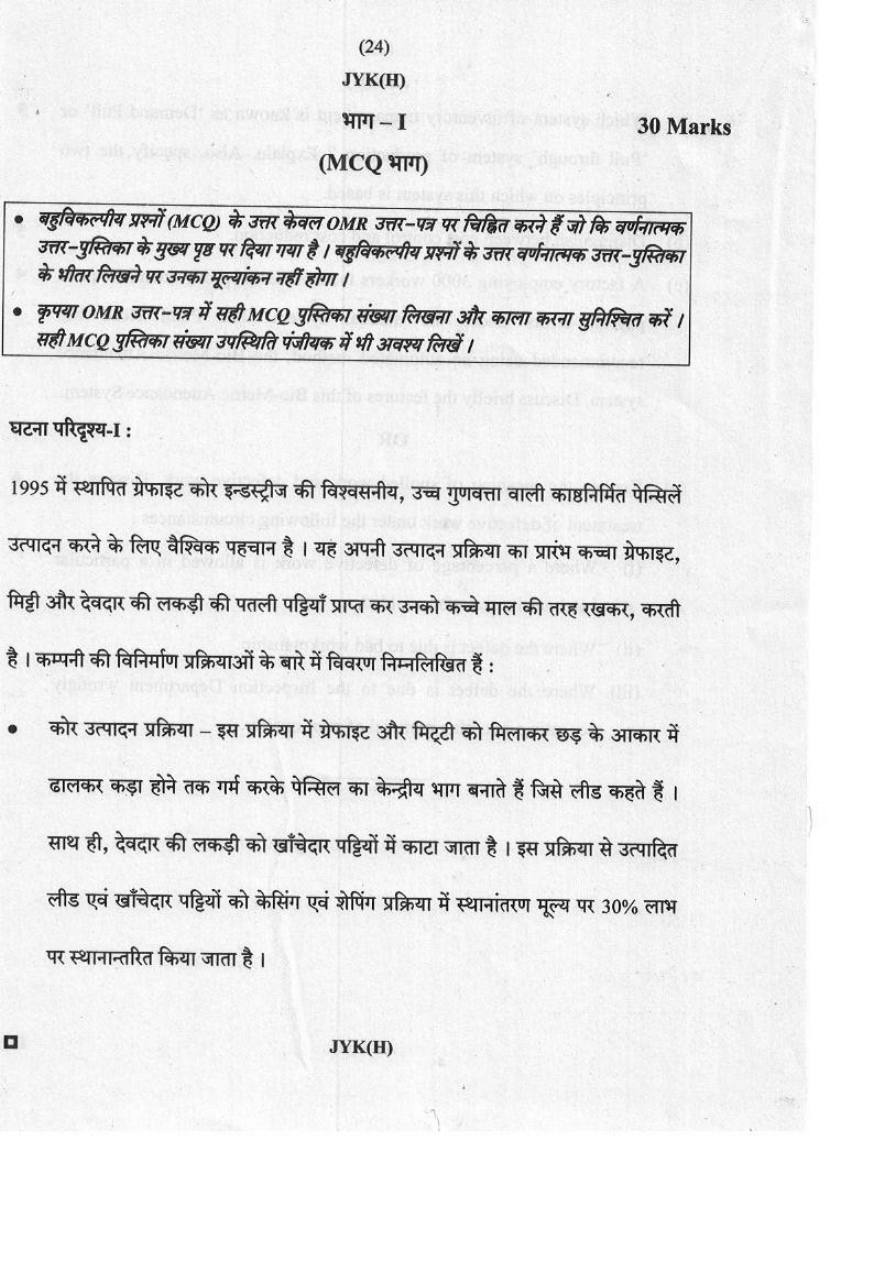 (24)
JYK(H)
भाग – I
30 Marks
(MCQ भाग)
• बहुविकल्पीय प्रश्नों (MCQ) के उत्तर केवल OMR उत्तर–पत्र पर चिह्नित करने हैं जो कि वर्णनात्मक
उत्तर–पुस्तिका के मुख्य पृष्ठ पर दिया गया है । बहुविकल्पीय प्रश्नों के उत्तर वर्णनात्मक उत्तर–पुस्तिका
के भीतर लिखने पर उनका मूल्यांकन नहीं होगा ।
• कृपया OMR उत्तर–पत्र में सही MCQ पुस्तिका संख्या लिखना और काला करना सुनिश्चित करें ।
सही MCQ पुस्तिका संख्या उपस्थिति पंजीयक में भी अवश्य लिखें ।
घटना परिदृश्य-I :
1995 में स्थापित ग्रेफाइट कोर इन्डस्ट्रीज की विश्वसनीय, उच्च गुणवत्ता वाली काष्ठनिर्मित पेन्सिलें
उत्पादन करने के लिए वैश्विक पहचान है । यह अपनी उत्पादन प्रक्रिया का प्रारंभ कच्चा ग्रेफाइट,
मिट्टी और देवदार की लकड़ी की पतली पट्टियाँ प्राप्त कर उनको कच्चे माल की तरह रखकर, करती
है । कम्पनी की विनिर्माण प्रक्रियाओं के बारे में विवरण निम्नलिखित हैं :
• कोर उत्पादन प्रक्रिया – इस प्रक्रिया में ग्रेफाइट और मिट्टी को मिलाकर छड़ के आकार में
ढालकर कड़ा होने तक गर्म करके पेन्सिल का केन्द्रीय भाग बनाते हैं जिसे लीड कहते हैं ।
साथ ही, देवदार की लकड़ी को खाँचेदार पट्टियों में काटा जाता है । इस प्रक्रिया से उत्पादित
लीड एवं खाँचेदार पट्टियों को केसिंग एवं शेपिंग प्रक्रिया में स्थानांतरण मूल्य पर 30% लाभ
पर स्थानान्तरित किया जाता है ।
JYK(H)